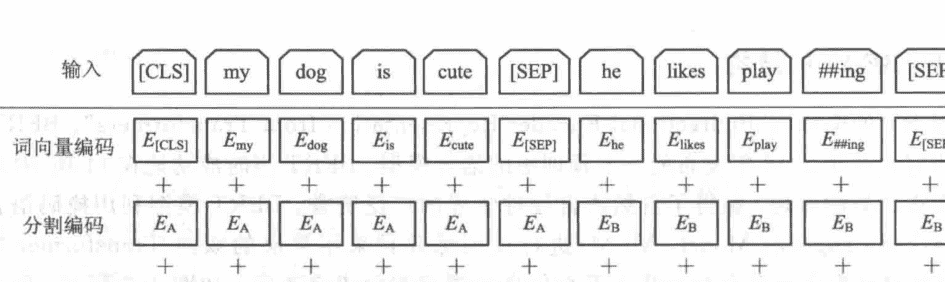 输入 [CLS] my dog is cute [SEP] he likes play ##ing [SEP
词向量编码 E[CLS] Emy Edog Eis Ecute E[SEP] Ehe Elikes Eplay E##ing E[SEP
+ + + + + + + + + + +
分割编码 EA EA EA EA EA EA EB EB EB EB E
+ + + + + + + + + + +